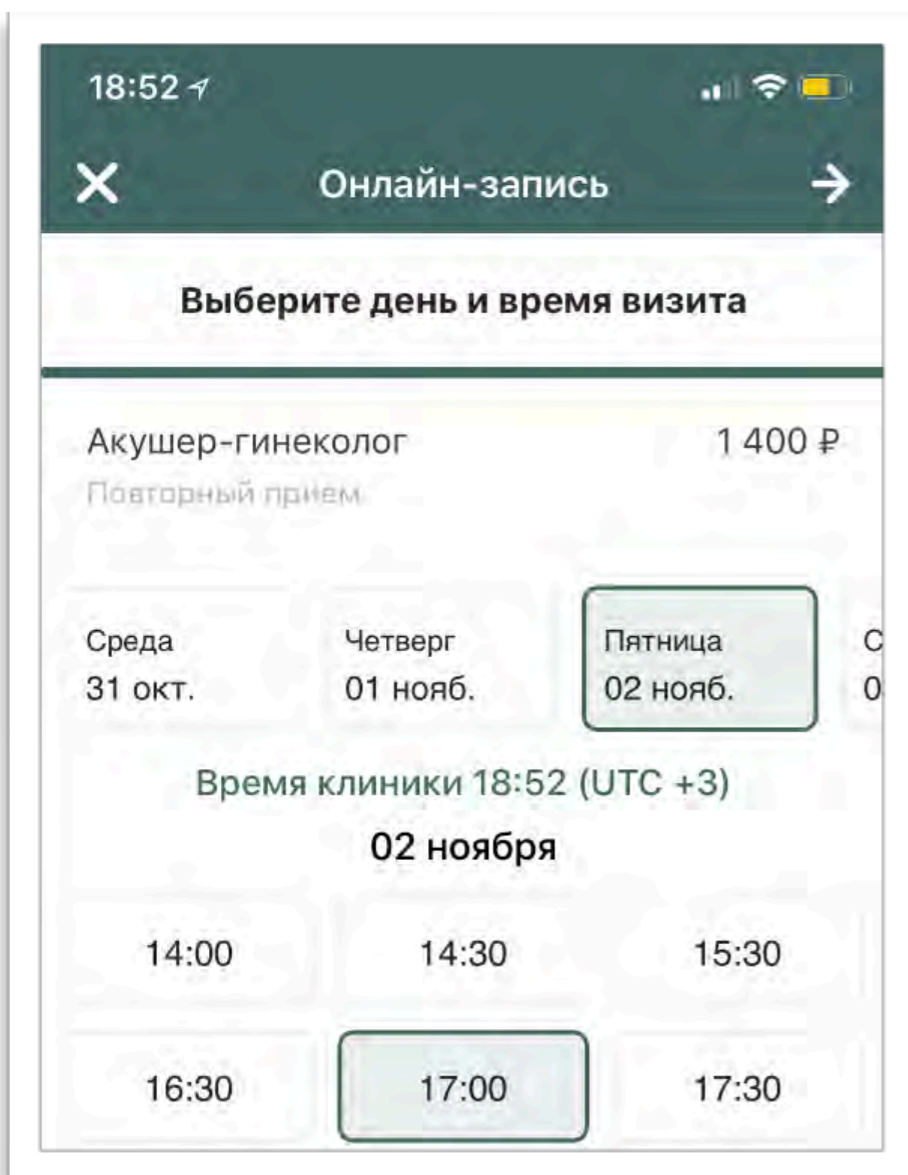 18:52
Онлайн-запись
Выберите день и время визита
Акушер-гинеколог 1 400 ₽
Повторный прием
Среда Четверг Пятница С
31 окт. 01 нояб. 02 нояб. 0
Время клиники 18:52 (UTC +3)
02 ноября
14:00 14:30 15:30
16:30 17:00 17:30